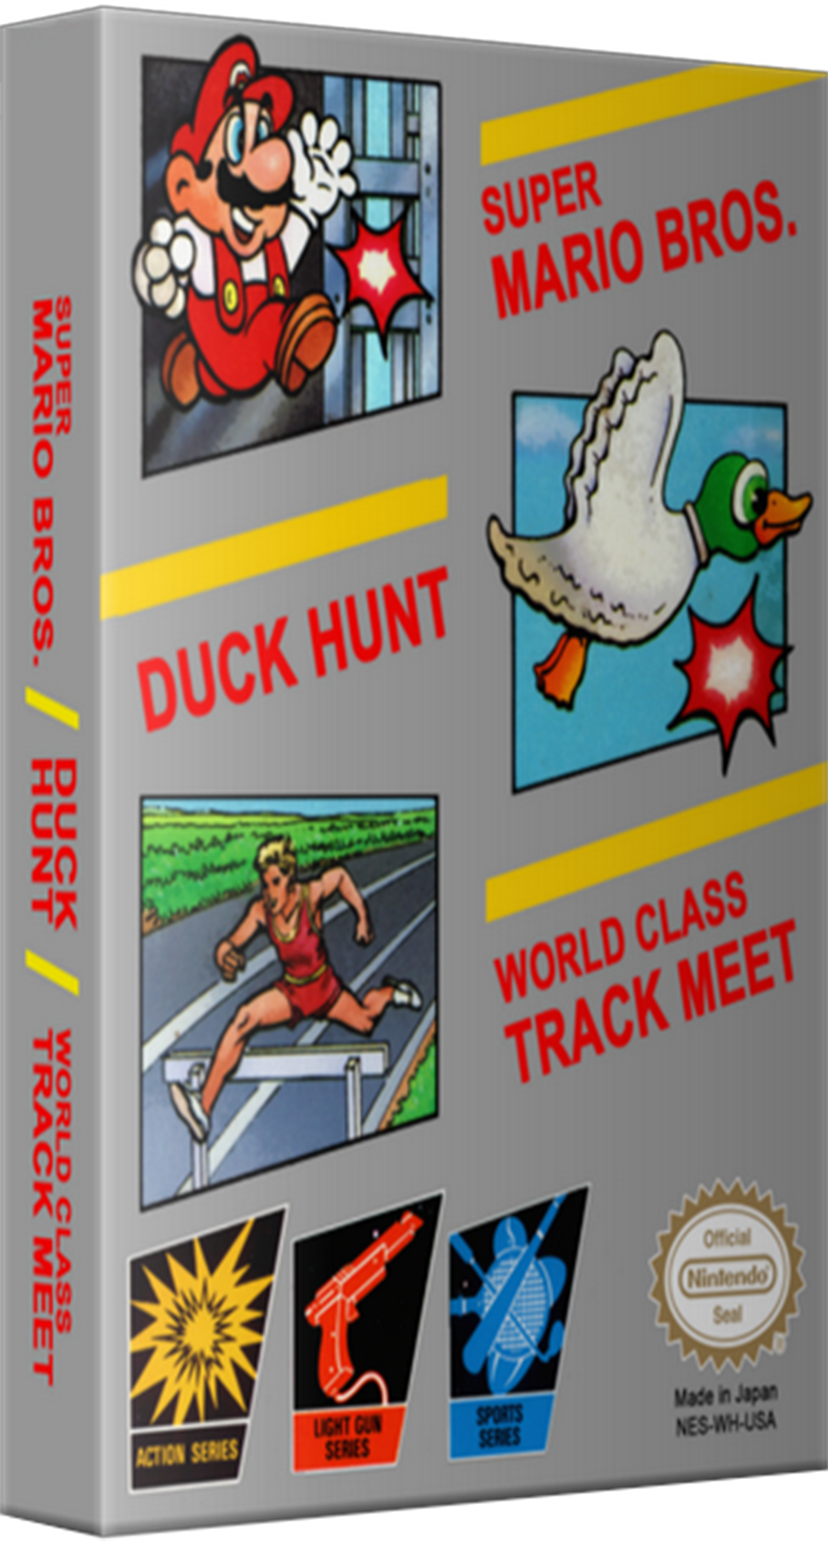 SUPER
MARIO BROS. / DUCK
HUNT / WORLD CLASS
TRACK MEET
SUPER
MARIO BROS.
DUCK HUNT
WORLD CLASS
TRACK MEET
ACTION SERIES
LIGHT GUN
SERIES
SPORTS
SERIES
Official
Nintendo
Seal
Made in Japan
NES-WH-USA